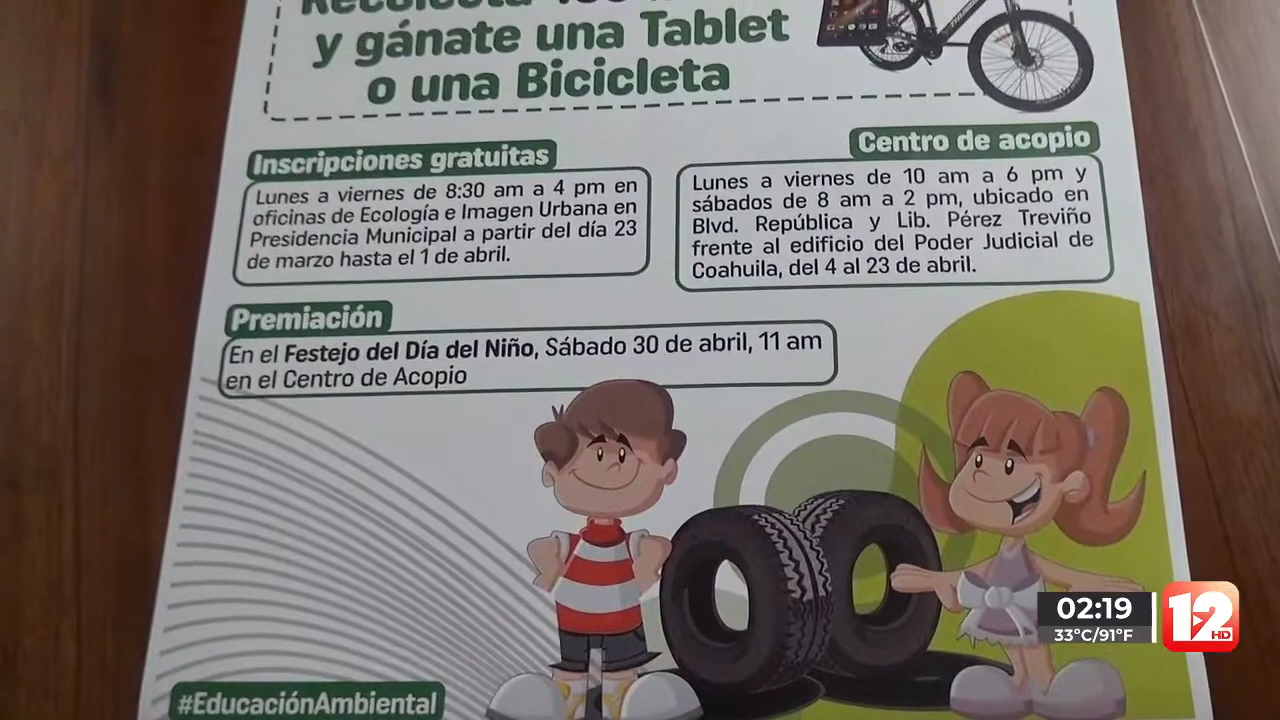 y gánate una Tablet
o una Bicicleta
Inscripciones gratuitas
Lunes a viernes de 8:30 am a 4 pm en
oficinas de Ecología e Imagen Urbana en
Presidencia Municipal a partir del día 23
de marzo hasta el 1 de abril.
Centro de acopio
Lunes a viernes de 10 am a 6 pm y
sábados de 8 am a 2 pm, ubicado en
Blvd. República y Lib. Pérez Treviño
frente al edificio del Poder Judicial de
Coahuila, del 4 al 23 de abril.
Premiación
En el Festejo del Día del Niño, Sábado 30 de abril, 11 am
en el Centro de Acopio
#EducaciónAmbiental
02:19
33°C/91°F
12
HD